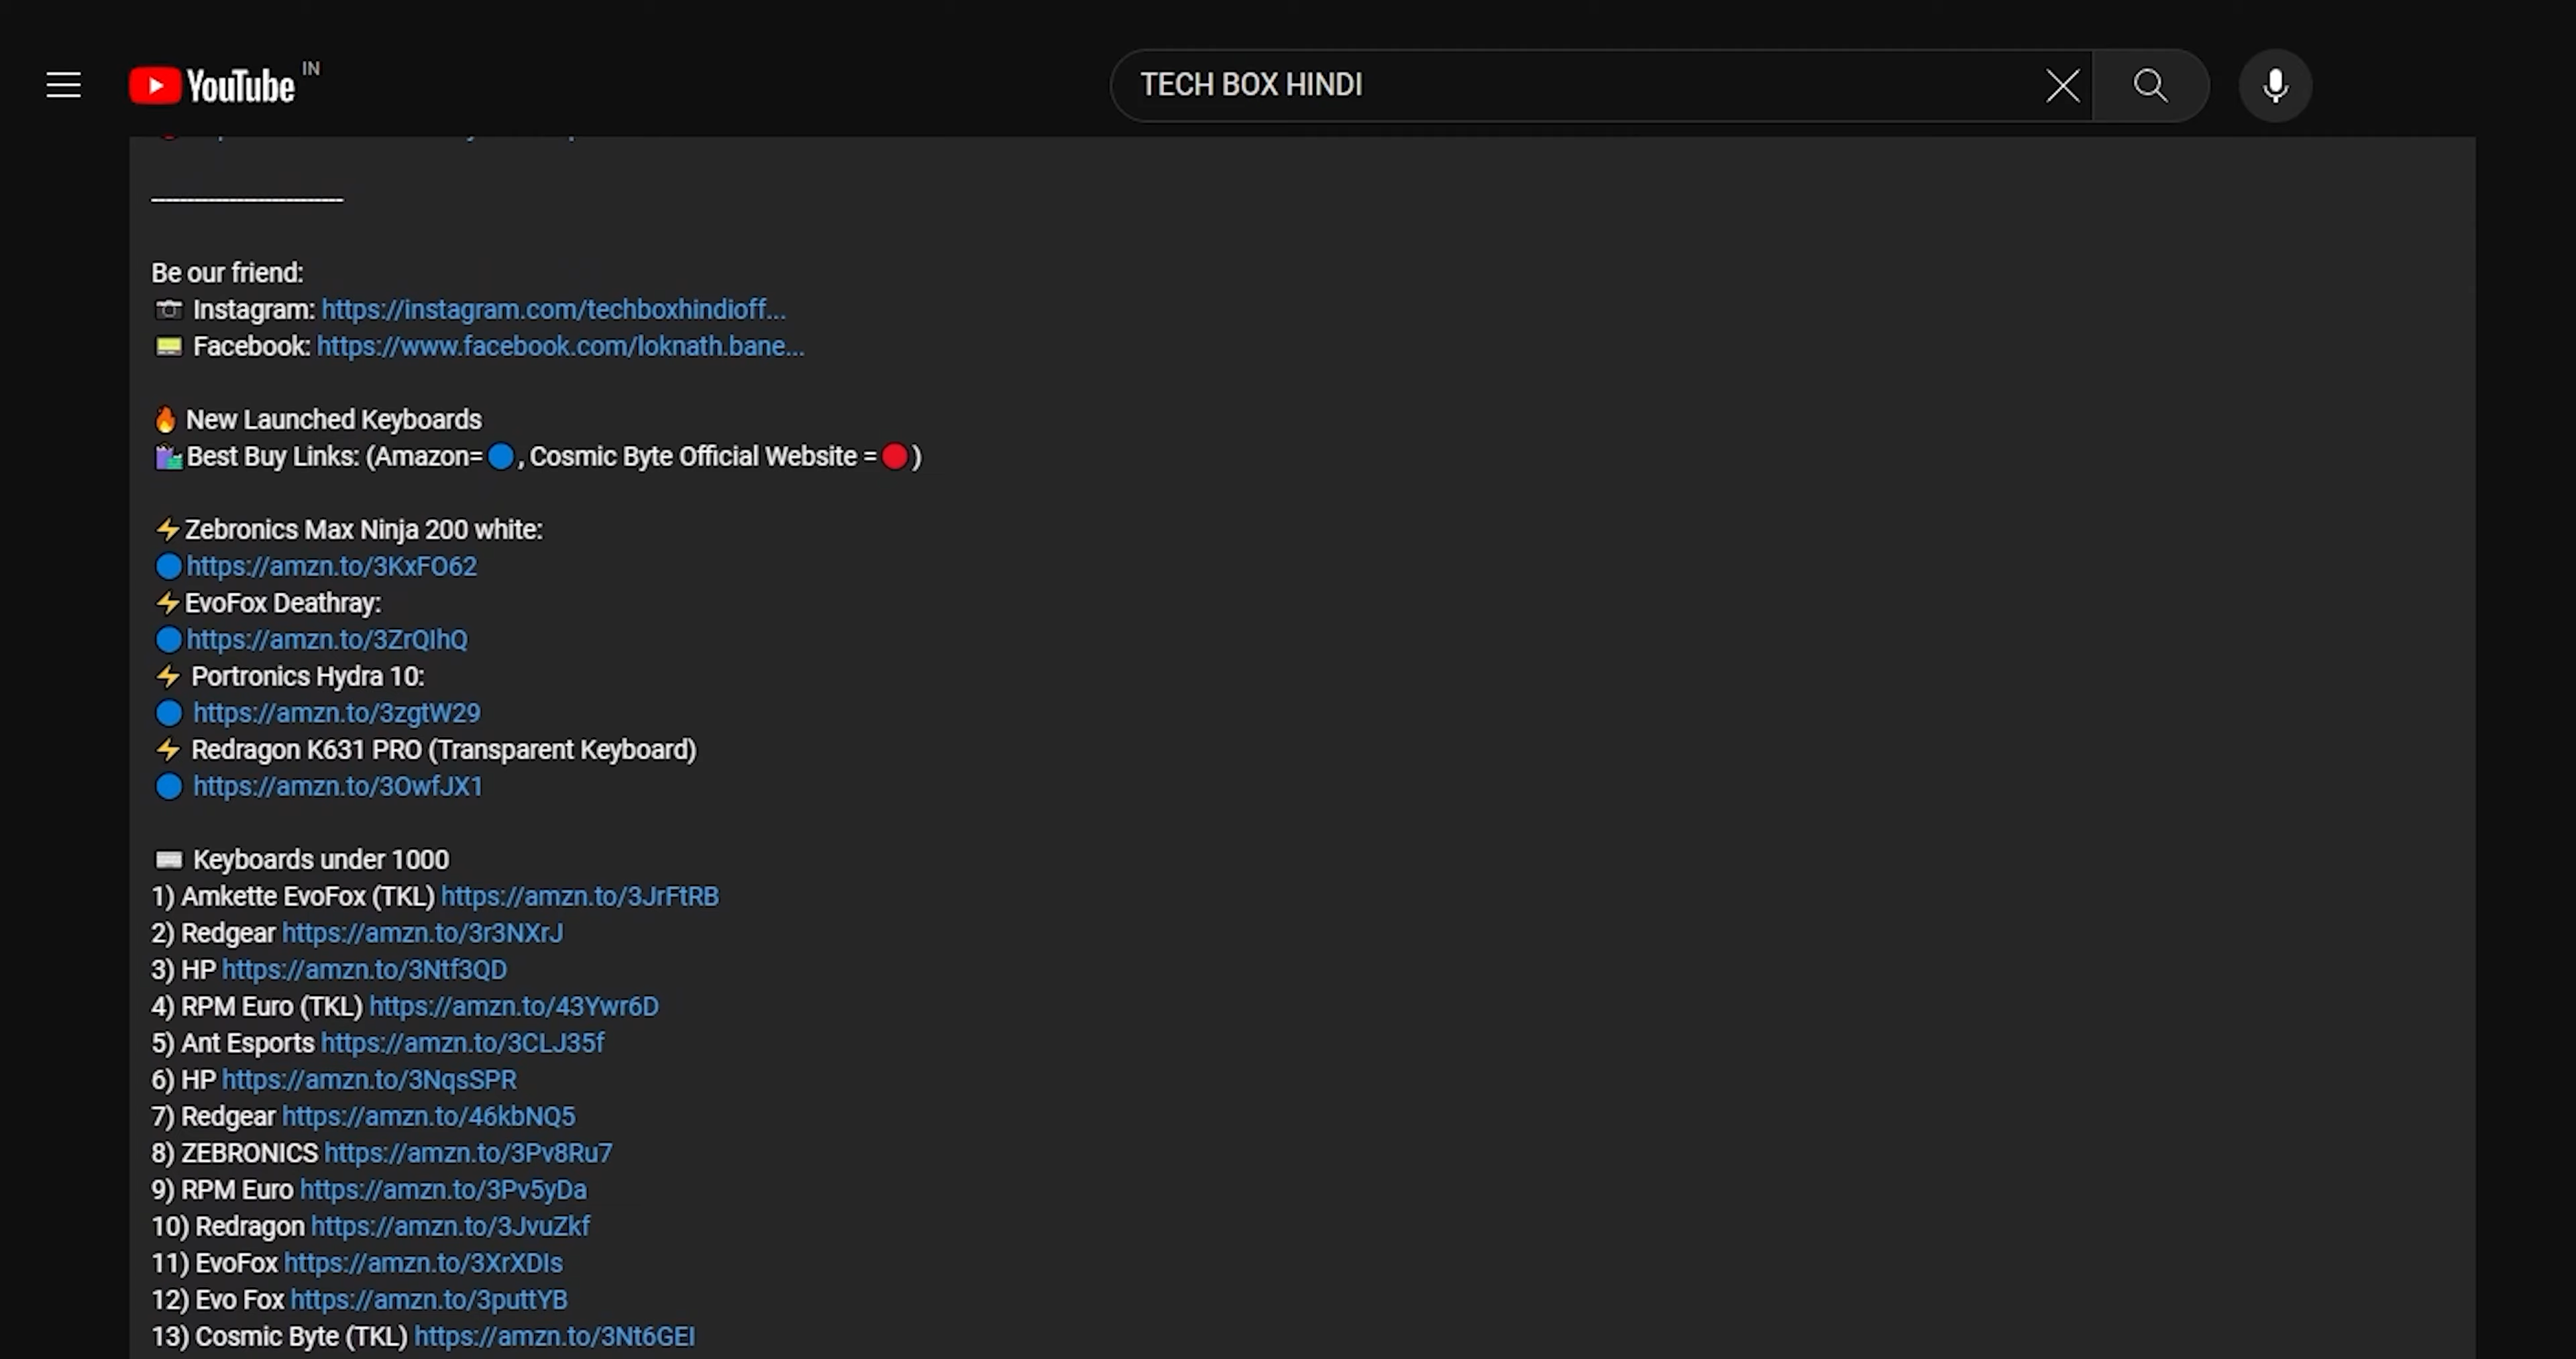 YouTube IN
TECH BOX HINDI
Be our friend:
Instagram: https://instagram.com/techboxhindioff...
Facebook: https://www.facebook.com/loknath.bane...
New Launched Keyboards
Best Buy Links: (Amazon= , Cosmic Byte Official Website = )
Zebronics Max Ninja 200 white:
https://amzn.to/3KxFO62
EvoFox Deathray:
https://amzn.to/3ZrQIhQ
Portronics Hydra 10:
https://amzn.to/3zgtW29
Redragon K631 PRO (Transparent Keyboard)
https://amzn.to/3OwfJX1
Keyboards under 1000
1) Amkette EvoFox (TKL) https://amzn.to/3JrFtRB
2) Redgear https://amzn.to/3r3NXrJ
3) HP https://amzn.to/3Ntf3QD
4) RPM Euro (TKL) https://amzn.to/43Ywr6D
5) Ant Esports https://amzn.to/3CLJ35f
6) HP https://amzn.to/3NqsSPR
7) Redgear https://amzn.to/46kbNQ5
8) ZEBRONICS https://amzn.to/3Pv8Ru7
9) RPM Euro https://amzn.to/3Pv5yDa
10) Redragon https://amzn.to/3JvuZkf
11) EvoFox https://amzn.to/3XrXDIs
12) Evo Fox https://amzn.to/3puttYB
13) Cosmic Byte (TKL) https://amzn.to/3Nt6GEI